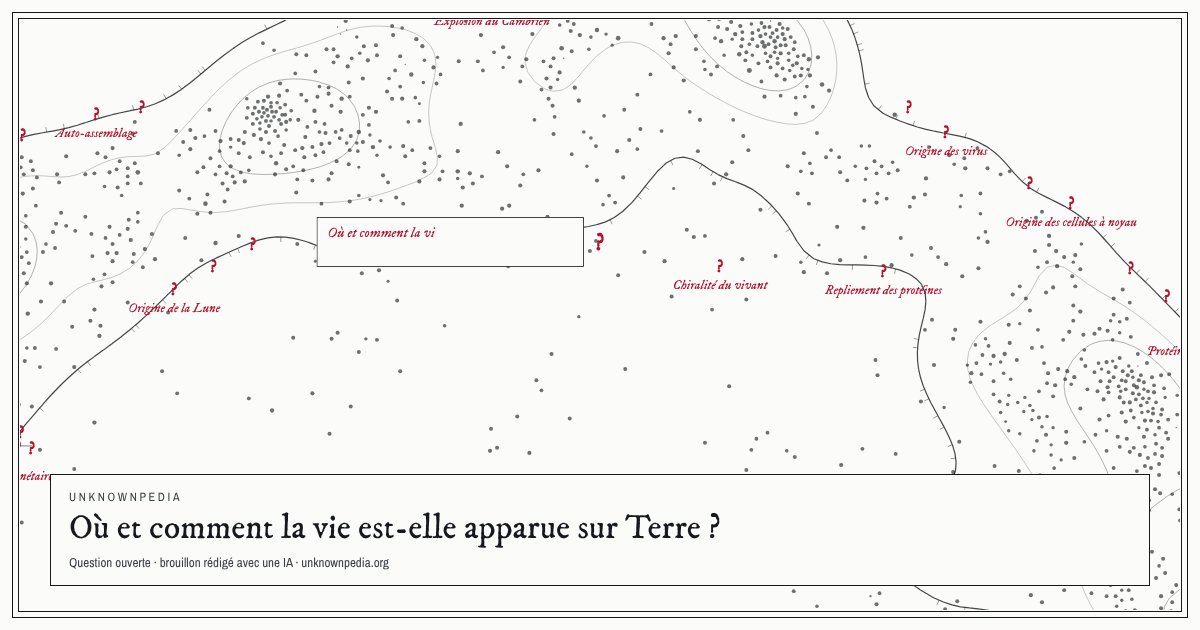 Explosion du Cambrien
?
?
?
?
Auto-assemblage
?
Origine des virus
?
?
Origine des cellules à noyau
Où et comment la vi
?
?
?
?
?
Chiralité du vivant
?
Repliement des protéines
?
?
Origine de la Lune
Protéin
?
?
nétair
UNKNOWNPEDIA
Où et comment la vie est-elle apparue sur Terre ?
Question ouverte · brouillon rédigé avec une IA · unknownpedia.org